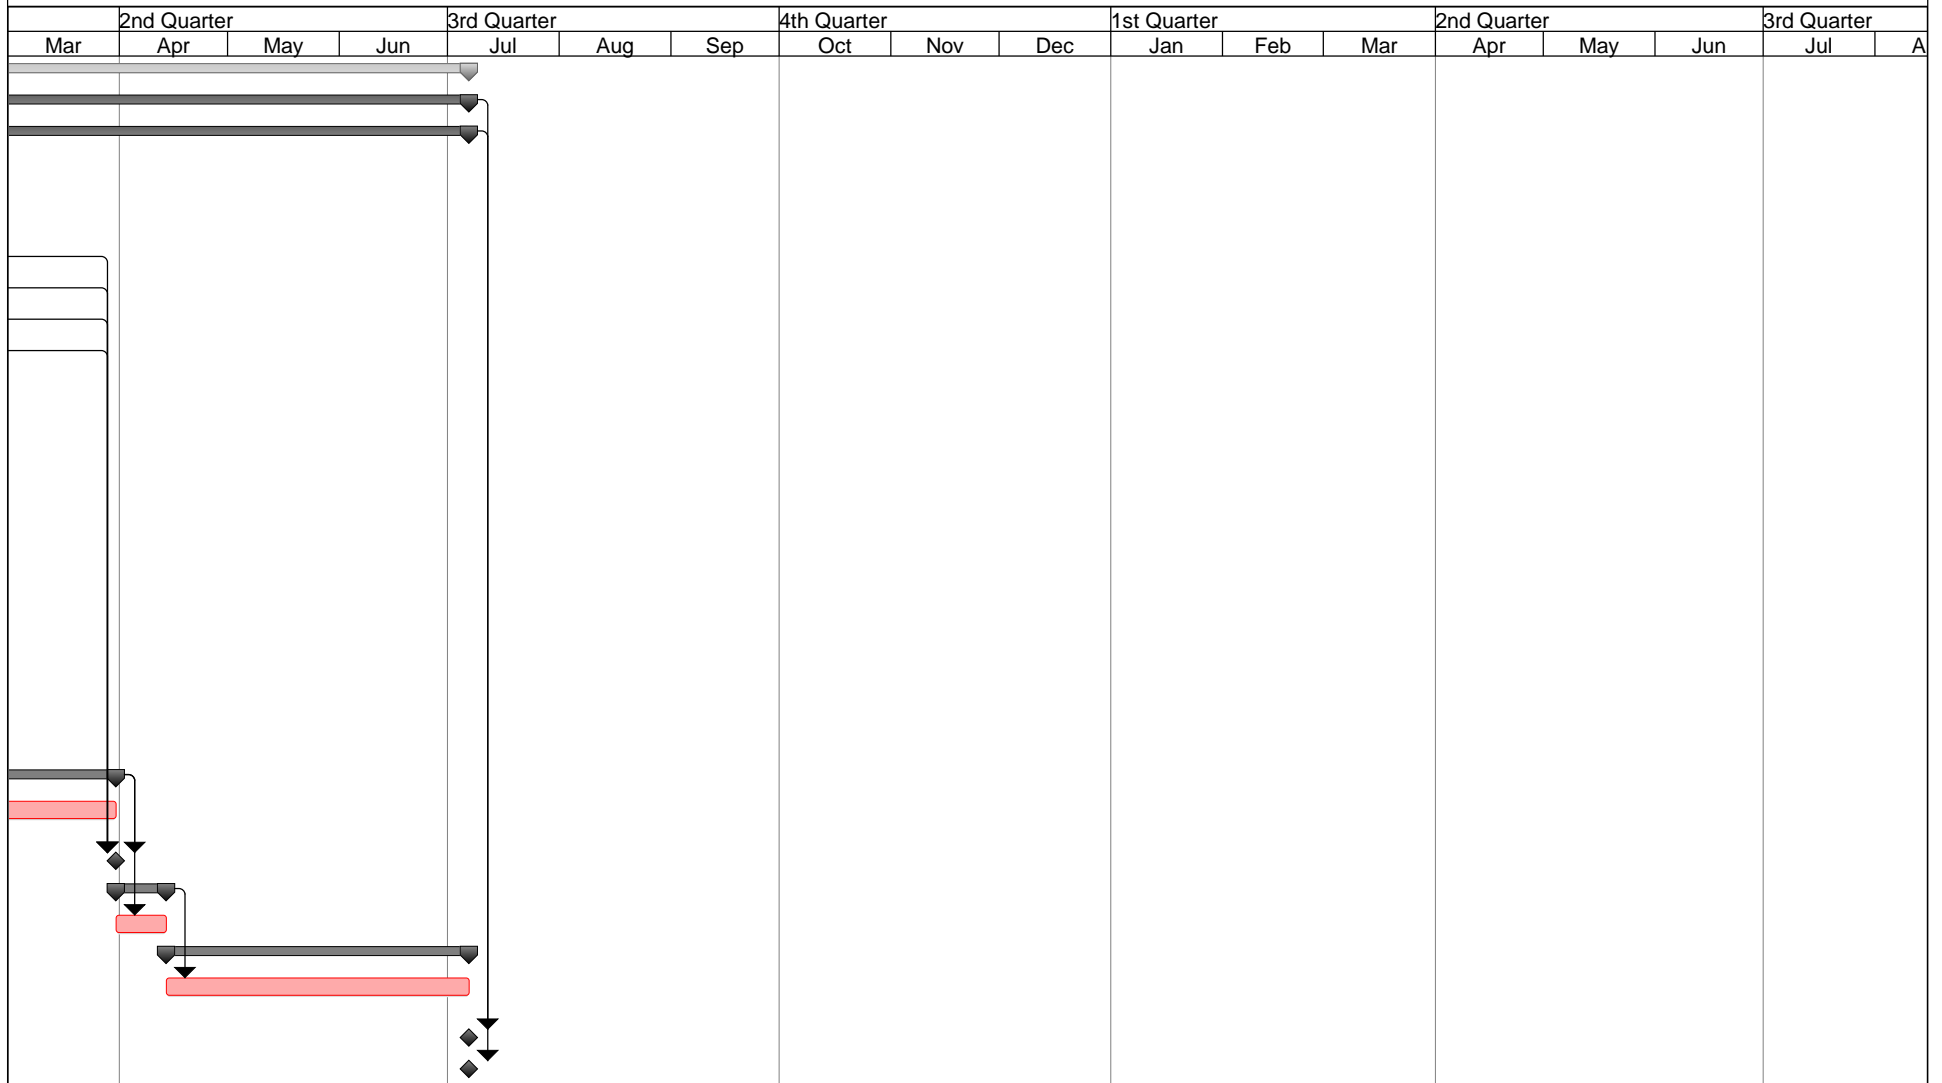 2nd Quarter 3rd Quarter 4th Quarter 1st Quarter 2nd Quarter 3rd Quarter
Mar Apr May Jun Jul Aug Sep Oct Nov Dec Jan Feb Mar Apr May Jun Jul A